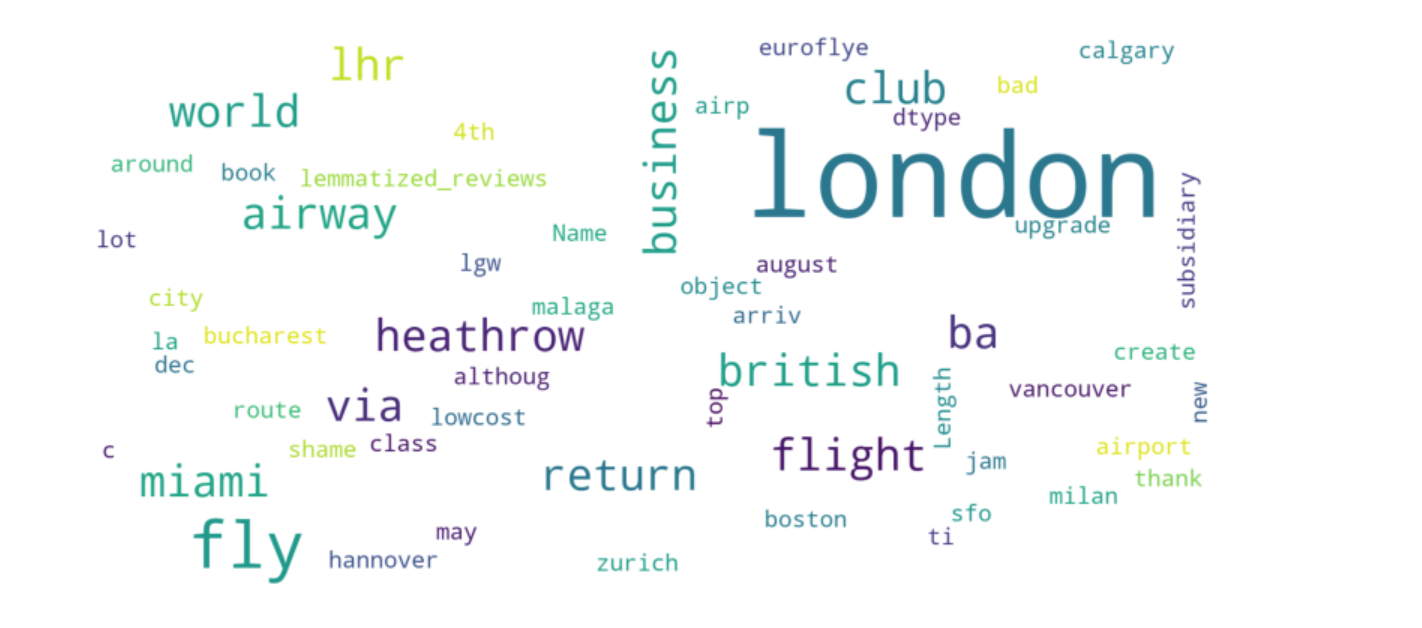 euroflye
calgary
lhr
club
bad
world
business
airp
dtype
4th
london
around
book
lemmatized_reviews
subsidiary
airway
upgrade
lot
Name
lgw
august
object
city
malaga
arriv
la
bucharest
heathrow
ba
dec
create
althoug
british
vancouver
top
Length
new
route
via
lowcost
c
shame
class
flight
airport
jam
miami
return
thank
milan
boston
sfo
fly
may
ti
hannover
zurich